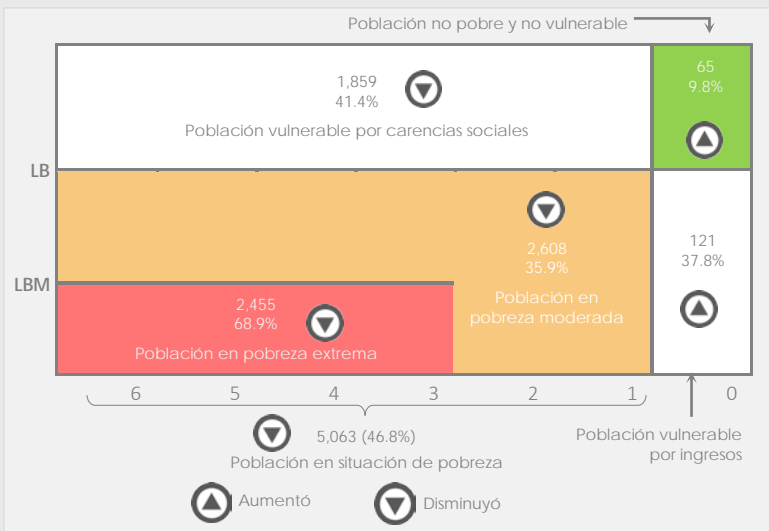 Población no pobre y no vulnerable
1,859
41.4%
Población vulnerable por carencias sociales
65
9.8%
LB
2,608
35.9%
Población en
pobreza moderada
121
37.8%
LBM
2,455
68.9%
Población en pobreza extrema
6 5 4 3 2 1 0
5,063 (46.8%)
Población en situación de pobreza
Población vulnerable
por ingresos
Aumentó
Disminuyó